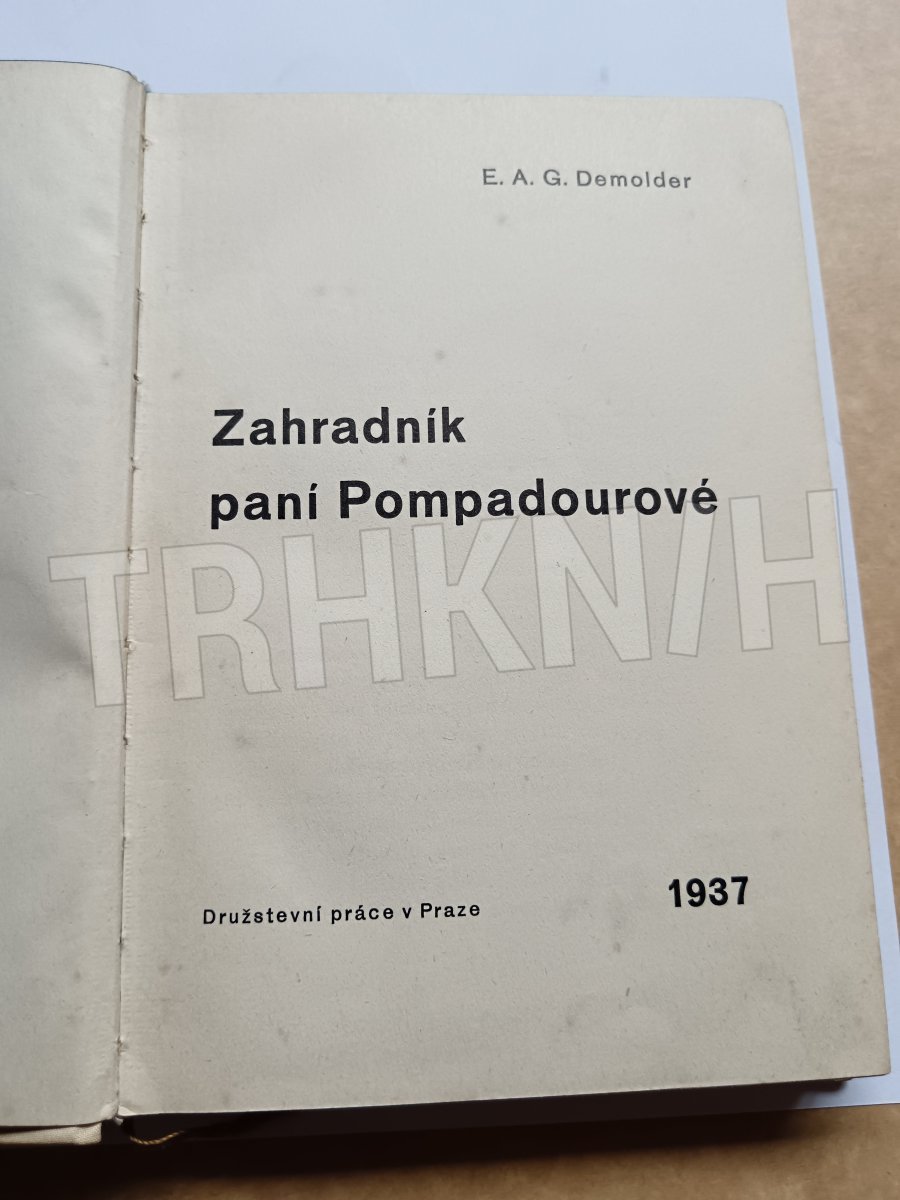 E. A. G. Demolder
Zahradník
paní Pompadourové
TRHKNIH
Družstevní práce v Praze
1937